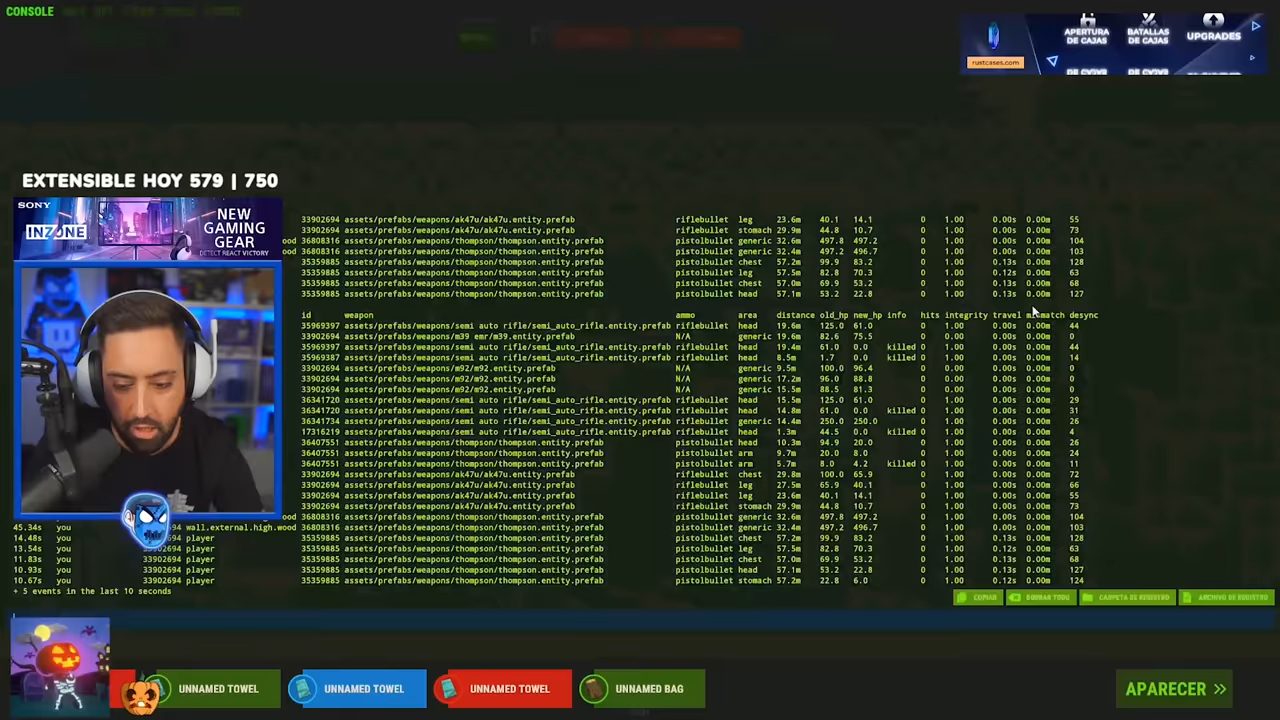 CONSOLE
APERTURA DE CAJAS
BATALLAS DE CAJAS
UPGRADES
rustcases.com
EXTENSIBLE HOY 579 | 750
SONY
INZONE
NEW GAMING GEAR
DETECT REACT VICTORY
33902694 assets/prefabs/weapons/ak47u/ak47u.entity.prefab riflebullet leg 23.6m 40.1 14.1 0 1.00 0.00s 0.00m 55
33902694 assets/prefabs/weapons/ak47u/ak47u.entity.prefab riflebullet stomach 29.9m 44.8 10.7 0 1.00 0.00s 0.00m 73
ood 36808316 assets/prefabs/weapons/thompson/thompson.entity.prefab pistolbullet generic 32.6m 497.8 497.2 0 1.00 0.00s 0.00m 104
ood 36808316 assets/prefabs/weapons/thompson/thompson.entity.prefab pistolbullet generic 32.4m 497.2 496.7 0 1.00 0.00s 0.00m 103
35359885 assets/prefabs/weapons/thompson/thompson.entity.prefab pistolbullet chest 57.2m 99.9 83.2 0 1.00 0.13s 0.00m 128
35359885 assets/prefabs/weapons/thompson/thompson.entity.prefab pistolbullet leg 57.5m 82.8 70.3 0 1.00 0.12s 0.00m 63
35359885 assets/prefabs/weapons/thompson/thompson.entity.prefab pistolbullet chest 57.0m 69.9 53.2 0 1.00 0.13s 0.00m 68
35359885 assets/prefabs/weapons/thompson/thompson.entity.prefab pistolbullet head 57.1m 53.2 22.8 0 1.00 0.13s 0.00m 127
id weapon ammo area distance old_hp new_hp info hits integrity travel mismatch desync
35969397 assets/prefabs/weapons/semi auto rifle/semi_auto_rifle.entity.prefab riflebullet head 19.6m 125.0 61.0 0 1.00 0.00s 0.00m 44
33902694 assets/prefabs/weapons/m39 emr/m39.entity.prefab N/A generic 19.6m 82.6 75.5 0 0.00 0.00s 0.00m 0
35969397 assets/prefabs/weapons/semi auto rifle/semi_auto_rifle.entity.prefab riflebullet head 19.4m 61.0 0.0 killed 0 1.00 0.00s 0.00m 44
35969387 assets/prefabs/weapons/semi auto rifle/semi_auto_rifle.entity.prefab riflebullet head 8.5m 1.7 0.0 killed 0 1.00 0.00s 0.00m 14
33902694 assets/prefabs/weapons/m92/m92.entity.prefab N/A generic 9.5m 100.0 96.4 0 0.00 0.00s 0.00m 0
33902694 assets/prefabs/weapons/m92/m92.entity.prefab N/A generic 17.2m 96.0 88.8 0 0.00 0.00s 0.00m 0
33902694 assets/prefabs/weapons/m92/m92.entity.prefab N/A generic 15.5m 88.5 81.3 0 0.00 0.00s 0.00m 0
36341720 assets/prefabs/weapons/semi auto rifle/semi_auto_rifle.entity.prefab riflebullet head 15.5m 125.0 61.0 0 1.00 0.00s 0.00m 29
36341720 assets/prefabs/weapons/semi auto rifle/semi_auto_rifle.entity.prefab riflebullet head 14.8m 61.0 0.0 killed 0 1.00 0.00s 0.00m 31
36341734 assets/prefabs/weapons/semi auto rifle/semi_auto_rifle.entity.prefab riflebullet generic 14.4m 250.0 250.0 0 1.00 0.00s 0.00m 26
17316219 assets/prefabs/weapons/semi auto rifle/semi_auto_rifle.entity.prefab riflebullet head 1.3m 44.5 0.0 killed 0 1.00 0.00s 0.00m 4
36407551 assets/prefabs/weapons/thompson/thompson.entity.prefab pistolbullet head 10.3m 94.9 20.0 0 1.00 0.00s 0.00m 26
36407551 assets/prefabs/weapons/thompson/thompson.entity.prefab pistolbullet arm 9.7m 20.0 8.0 0 1.00 0.00s 0.00m 24
36407551 assets/prefabs/weapons/thompson/thompson.entity.prefab pistolbullet arm 5.7m 8.0 4.2 killed 0 1.00 0.00s 0.00m 11
33902694 assets/prefabs/weapons/ak47u/ak47u.entity.prefab riflebullet chest 29.8m 100.0 65.9 0 1.00 0.00s 0.00m 72
33902694 assets/prefabs/weapons/ak47u/ak47u.entity.prefab riflebullet leg 27.5m 65.9 40.1 0 1.00 0.00s 0.00m 66
33902694 assets/prefabs/weapons/ak47u/ak47u.entity.prefab riflebullet leg 23.6m 40.1 14.1 0 1.00 0.00s 0.00m 55
33902694 assets/prefabs/weapons/ak47u/ak47u.entity.prefab riflebullet stomach 29.9m 44.8 10.7 0 1.00 0.00s 0.00m 73
ood 36808316 assets/prefabs/weapons/thompson/thompson.entity.prefab pistolbullet generic 32.6m 497.8 497.2 0 1.00 0.00s 0.00m 104
45.34s you 94 wall.external.high.wood 36808316 assets/prefabs/weapons/thompson/thompson.entity.prefab pistolbullet generic 32.4m 497.2 496.7 0 1.00 0.00s 0.00m 103
14.48s you 33902694 player 35359885 assets/prefabs/weapons/thompson/thompson.entity.prefab pistolbullet chest 57.2m 99.9 83.2 0 1.00 0.13s 0.00m 128
13.54s you 33902694 player 35359885 assets/prefabs/weapons/thompson/thompson.entity.prefab pistolbullet leg 57.5m 82.8 70.3 0 1.00 0.12s 0.00m 63
11.83s you 33902694 player 35359885 assets/prefabs/weapons/thompson/thompson.entity.prefab pistolbullet chest 57.0m 69.9 53.2 0 1.00 0.13s 0.00m 68
10.93s you 33902694 player 35359885 assets/prefabs/weapons/thompson/thompson.entity.prefab pistolbullet head 57.1m 53.2 22.8 0 1.00 0.13s 0.00m 127
10.67s you 33902694 player 35359885 assets/prefabs/weapons/thompson/thompson.entity.prefab pistolbullet stomach 57.2m 22.8 6.0 0 1.00 0.12s 0.00m 124
+ 5 events in the last 10 seconds
COPIAR
BORRAR TODO
CARPETA DE REGISTRO
ARCHIVO DE REGISTRO
UNNAMED TOWEL
UNNAMED TOWEL
UNNAMED TOWEL
UNNAMED BAG
APARECER >>